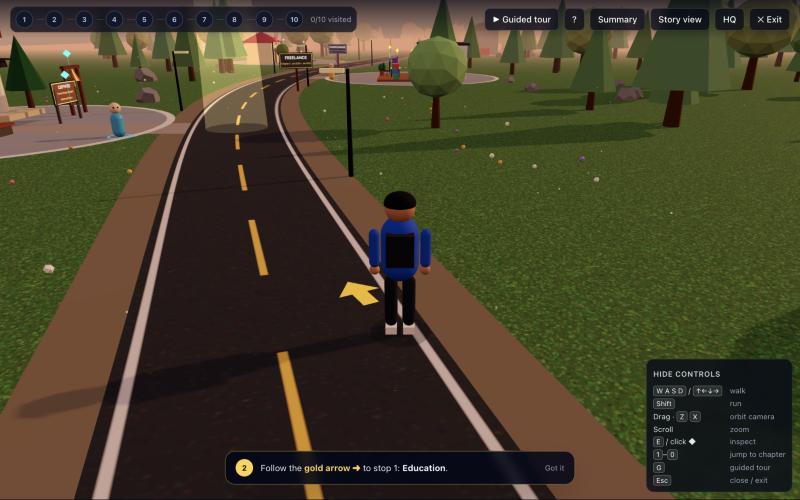 1 2 3 4 5 6 7 8 9 10 0/10 visited
▶ Guided tour ? Summary Story view HQ ✕ Exit
FREELANCE
2 Follow the gold arrow ➜ to stop 1: Education. Got it
HIDE CONTROLS
W A S D / ↑←↓→ walk
Shift run
Drag · Z X orbit camera
Scroll zoom
E / click ◆ inspect
1 – 0 jump to chapter
G guided tour
Esc close / exit